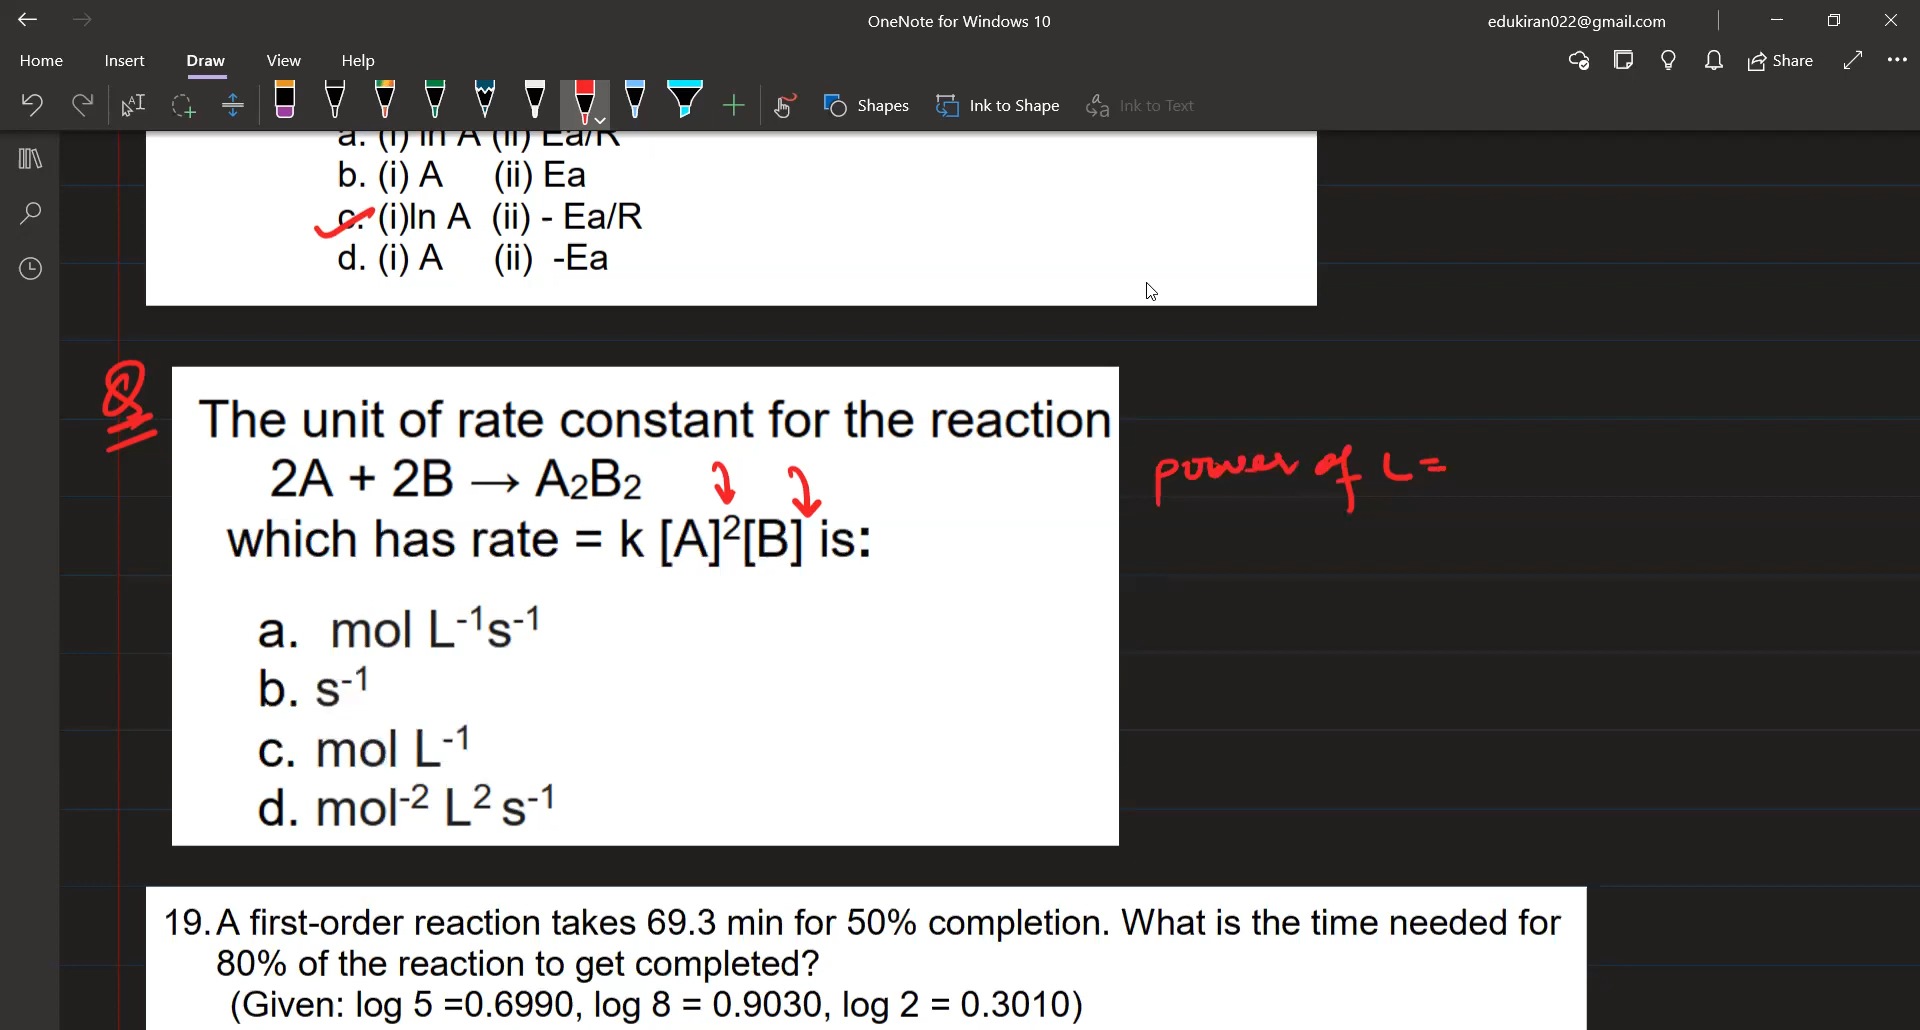 OneNote for Windows 10
edukiran022@gmail.com
Home Insert Draw View Help
Share
Shapes Ink to Shape Ink to Text
a. (i) ln A (ii) Ea/R
b. (i) A (ii) Ea
c. (i)ln A (ii) - Ea/R
d. (i) A (ii) -Ea
Q
The unit of rate constant for the reaction
2A + 2B → A₂B₂
power of L =
which has rate = k [A]²[B] is:
a. mol L⁻¹s⁻¹
b. s⁻¹
c. mol L⁻¹
d. mol⁻² L² s⁻¹
19. A first-order reaction takes 69.3 min for 50% completion. What is the time needed for
80% of the reaction to get completed?
(Given: log 5 =0.6990, log 8 = 0.9030, log 2 = 0.3010)